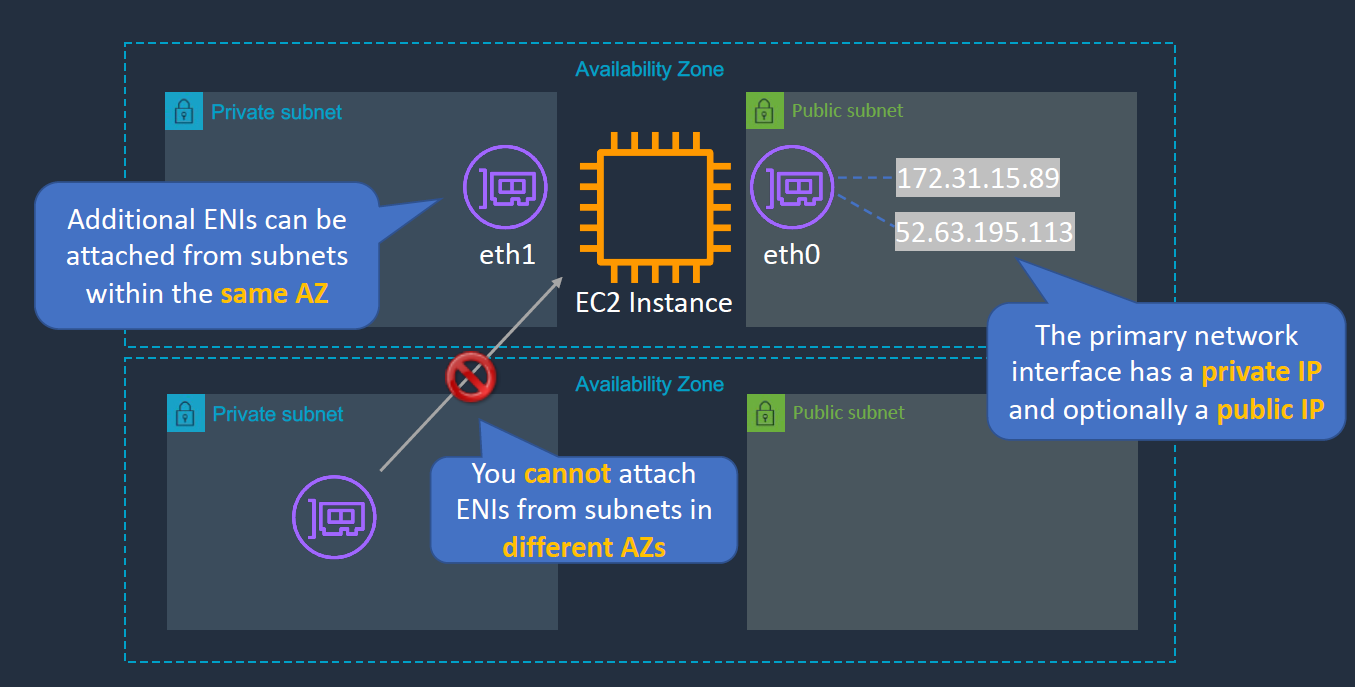 Availability Zone
Private subnet
Public subnet
172.31.15.89
52.63.195.113
eth1
eth0
EC2 Instance
Additional ENIs can be
attached from subnets
within the same AZ
The primary network
interface has a private IP
and optionally a public IP
Availability Zone
Private subnet
Public subnet
You cannot attach
ENIs from subnets in
different AZs